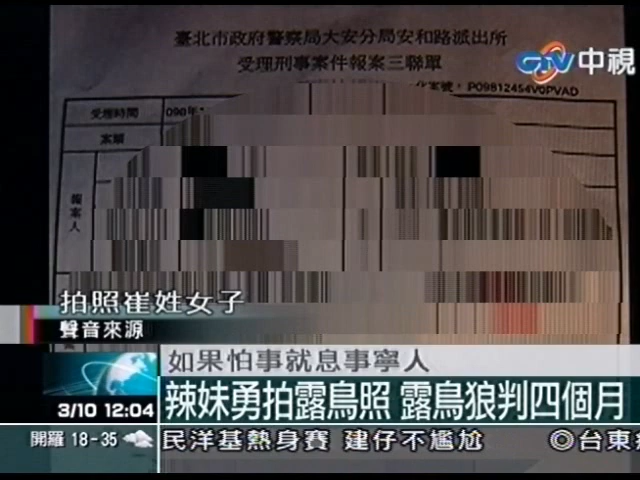 臺北市政府警察局大安分局安和路派出所
受理刑事案件報案三聯單
CTV中視
P09812454V0PVAD
受理時間 090年
案類
報案人
拍照崔姓女子
聲音來源
如果怕事就息事寧人
辣妹勇拍露鳥照 露鳥狼判四個月
3/10 12:04
開羅 18-35 民洋基熱身賽 建仔不尷尬 ◎台東